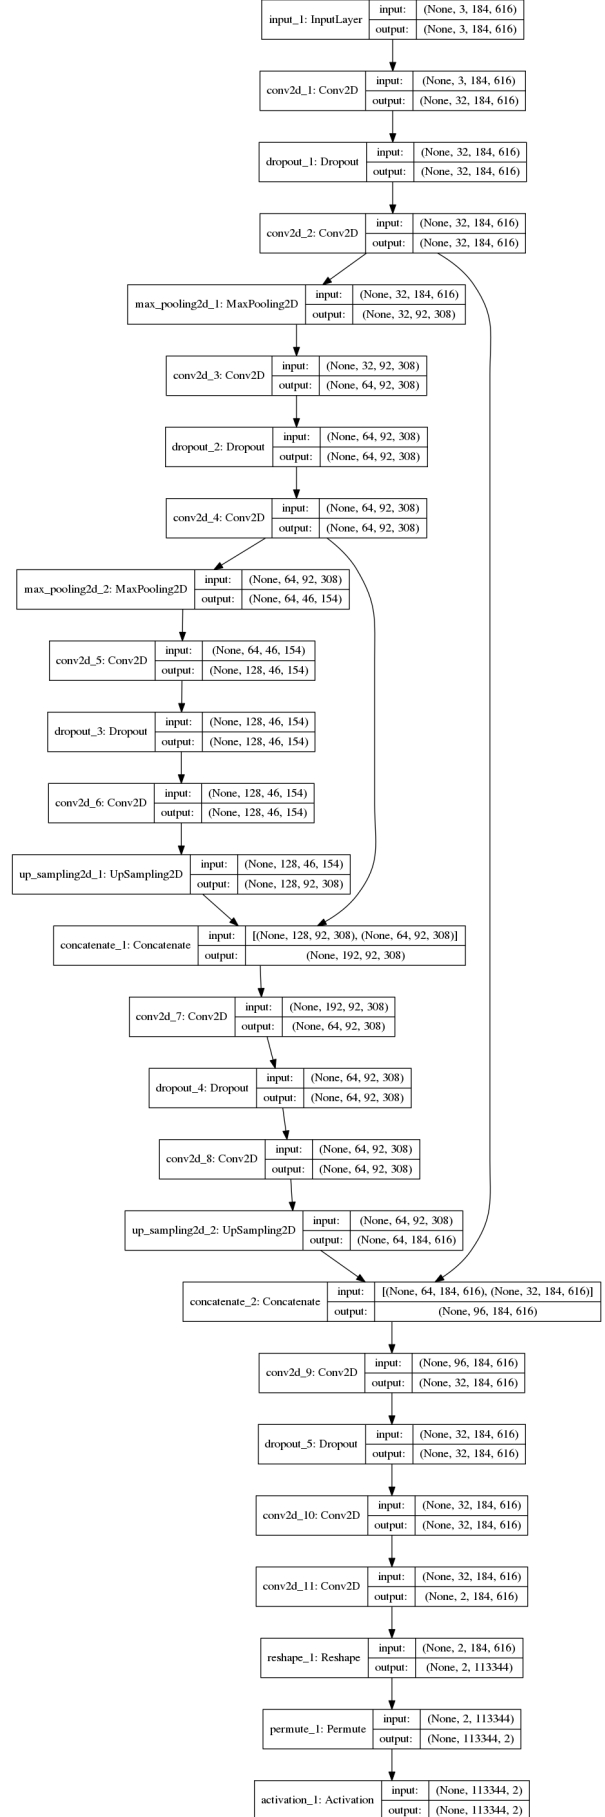 input_1: InputLayer
input: (None, 3, 184, 616)
output: (None, 3, 184, 616)
conv2d_1: Conv2D
input: (None, 3, 184, 616)
output: (None, 32, 184, 616)
dropout_1: Dropout
input: (None, 32, 184, 616)
output: (None, 32, 184, 616)
conv2d_2: Conv2D
input: (None, 32, 184, 616)
output: (None, 32, 184, 616)
max_pooling2d_1: MaxPooling2D
input: (None, 32, 184, 616)
output: (None, 32, 92, 308)
conv2d_3: Conv2D
input: (None, 32, 92, 308)
output: (None, 64, 92, 308)
dropout_2: Dropout
input: (None, 64, 92, 308)
output: (None, 64, 92, 308)
conv2d_4: Conv2D
input: (None, 64, 92, 308)
output: (None, 64, 92, 308)
max_pooling2d_2: MaxPooling2D
input: (None, 64, 92, 308)
output: (None, 64, 46, 154)
conv2d_5: Conv2D
input: (None, 64, 46, 154)
output: (None, 128, 46, 154)
dropout_3: Dropout
input: (None, 128, 46, 154)
output: (None, 128, 46, 154)
conv2d_6: Conv2D
input: (None, 128, 46, 154)
output: (None, 128, 46, 154)
up_sampling2d_1: UpSampling2D
input: (None, 128, 46, 154)
output: (None, 128, 92, 308)
concatenate_1: Concatenate
input: [(None, 128, 92, 308), (None, 64, 92, 308)]
output: (None, 192, 92, 308)
conv2d_7: Conv2D
input: (None, 192, 92, 308)
output: (None, 64, 92, 308)
dropout_4: Dropout
input: (None, 64, 92, 308)
output: (None, 64, 92, 308)
conv2d_8: Conv2D
input: (None, 64, 92, 308)
output: (None, 64, 92, 308)
up_sampling2d_2: UpSampling2D
input: (None, 64, 92, 308)
output: (None, 64, 184, 616)
concatenate_2: Concatenate
input: [(None, 64, 184, 616), (None, 32, 184, 616)]
output: (None, 96, 184, 616)
conv2d_9: Conv2D
input: (None, 96, 184, 616)
output: (None, 32, 184, 616)
dropout_5: Dropout
input: (None, 32, 184, 616)
output: (None, 32, 184, 616)
conv2d_10: Conv2D
input: (None, 32, 184, 616)
output: (None, 32, 184, 616)
conv2d_11: Conv2D
input: (None, 32, 184, 616)
output: (None, 2, 184, 616)
reshape_1: Reshape
input: (None, 2, 184, 616)
output: (None, 2, 113344)
permute_1: Permute
input: (None, 2, 113344)
output: (None, 113344, 2)
activation_1: Activation
input: (None, 113344, 2)
output: (None, 113344, 2)